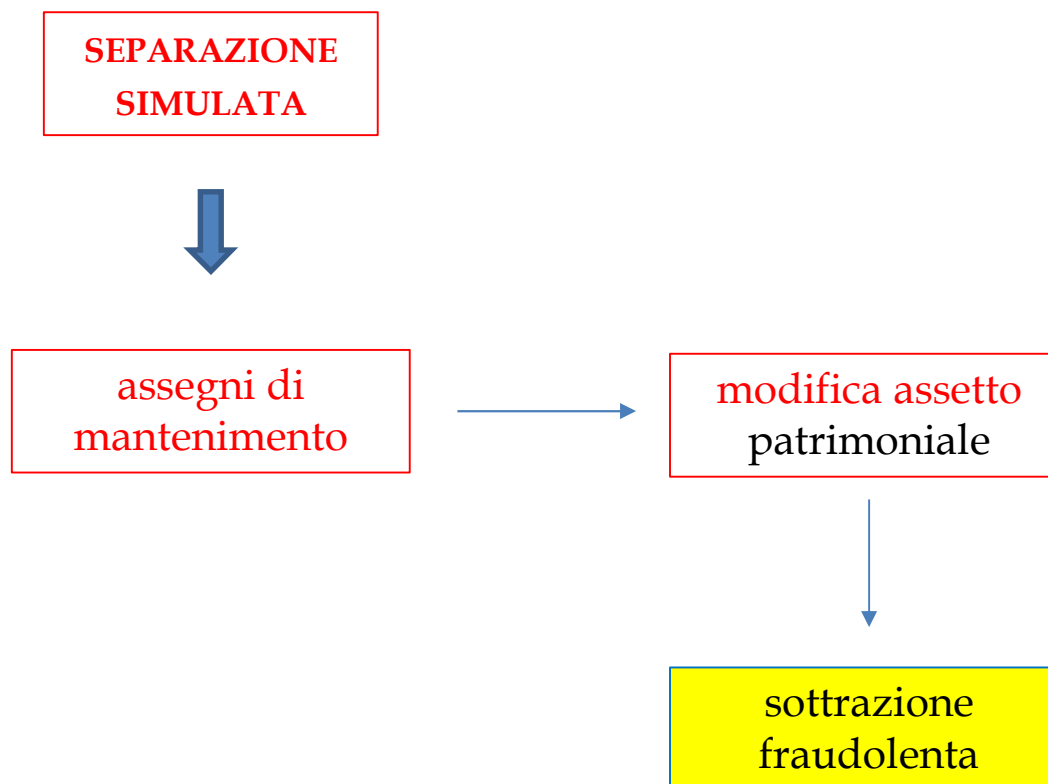 SEPARAZIONE
SIMULATA
assegni di
mantenimento
modifica assetto
patrimoniale
sottrazione
fraudolenta